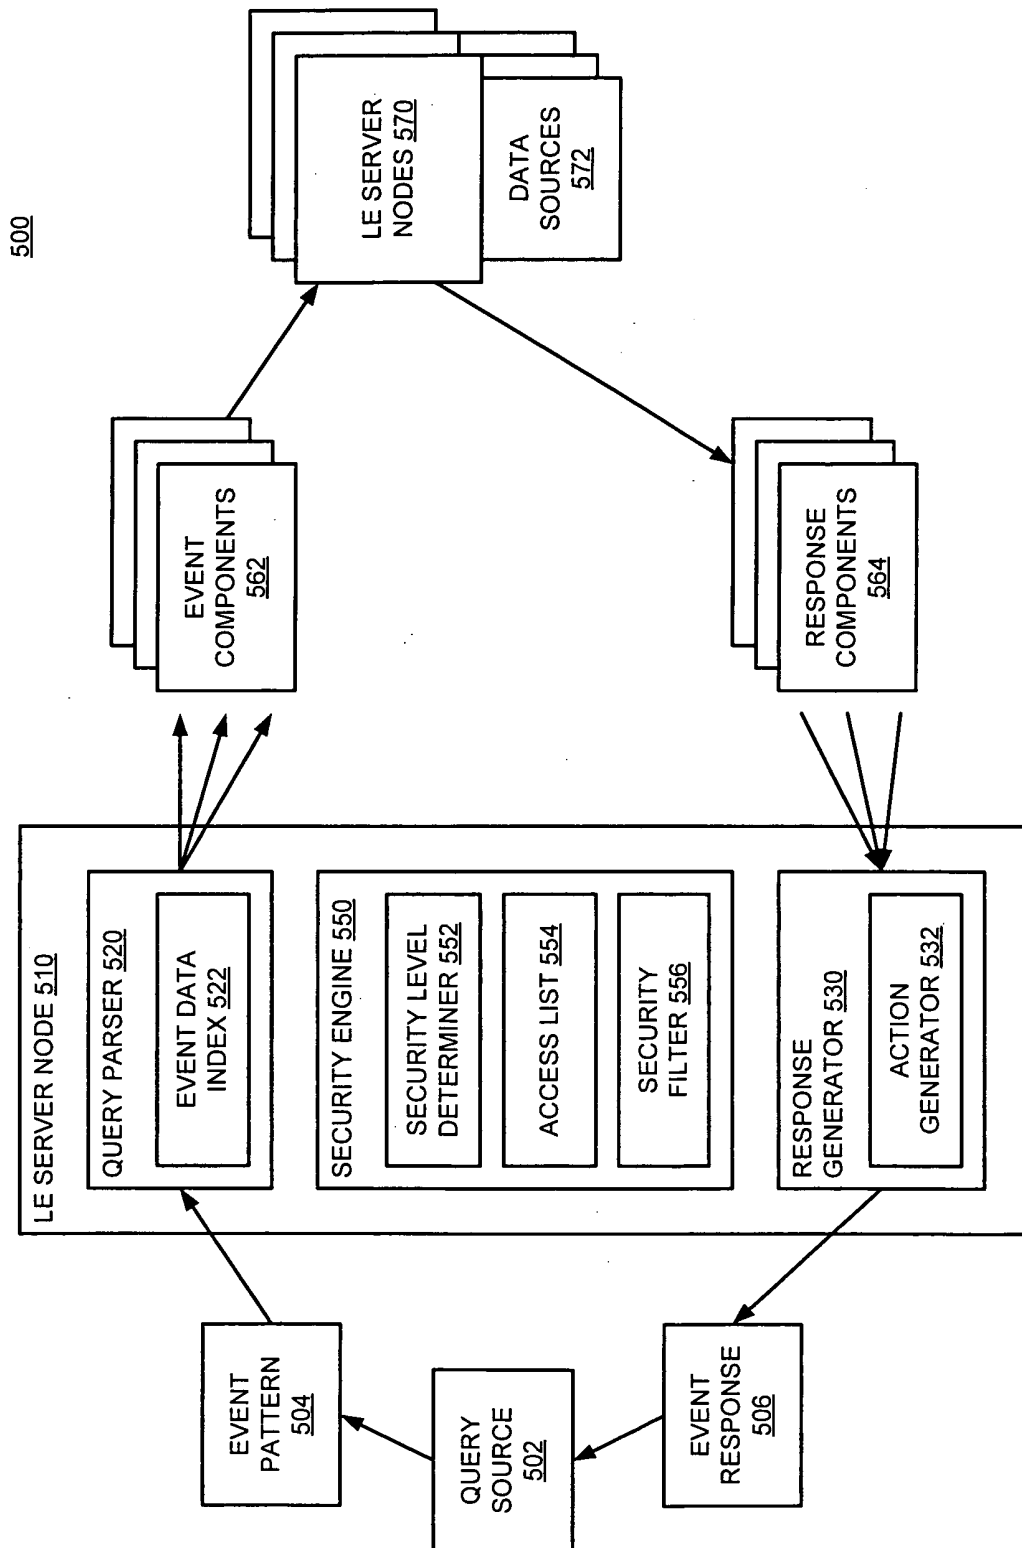 500
QUERY
SOURCE
502
EVENT
PATTERN
504
EVENT
RESPONSE
506
LE SERVER NODE 510
QUERY PARSER 520
EVENT DATA
INDEX 522
SECURITY ENGINE 550
SECURITY LEVEL
DETERMINER 552
ACCESS LIST 554
SECURITY
FILTER 556
RESPONSE
GENERATOR 530
ACTION
GENERATOR 532
EVENT
COMPONENTS
562
RESPONSE
COMPONENTS
564
LE SERVER
NODES 570
DATA
SOURCES
572